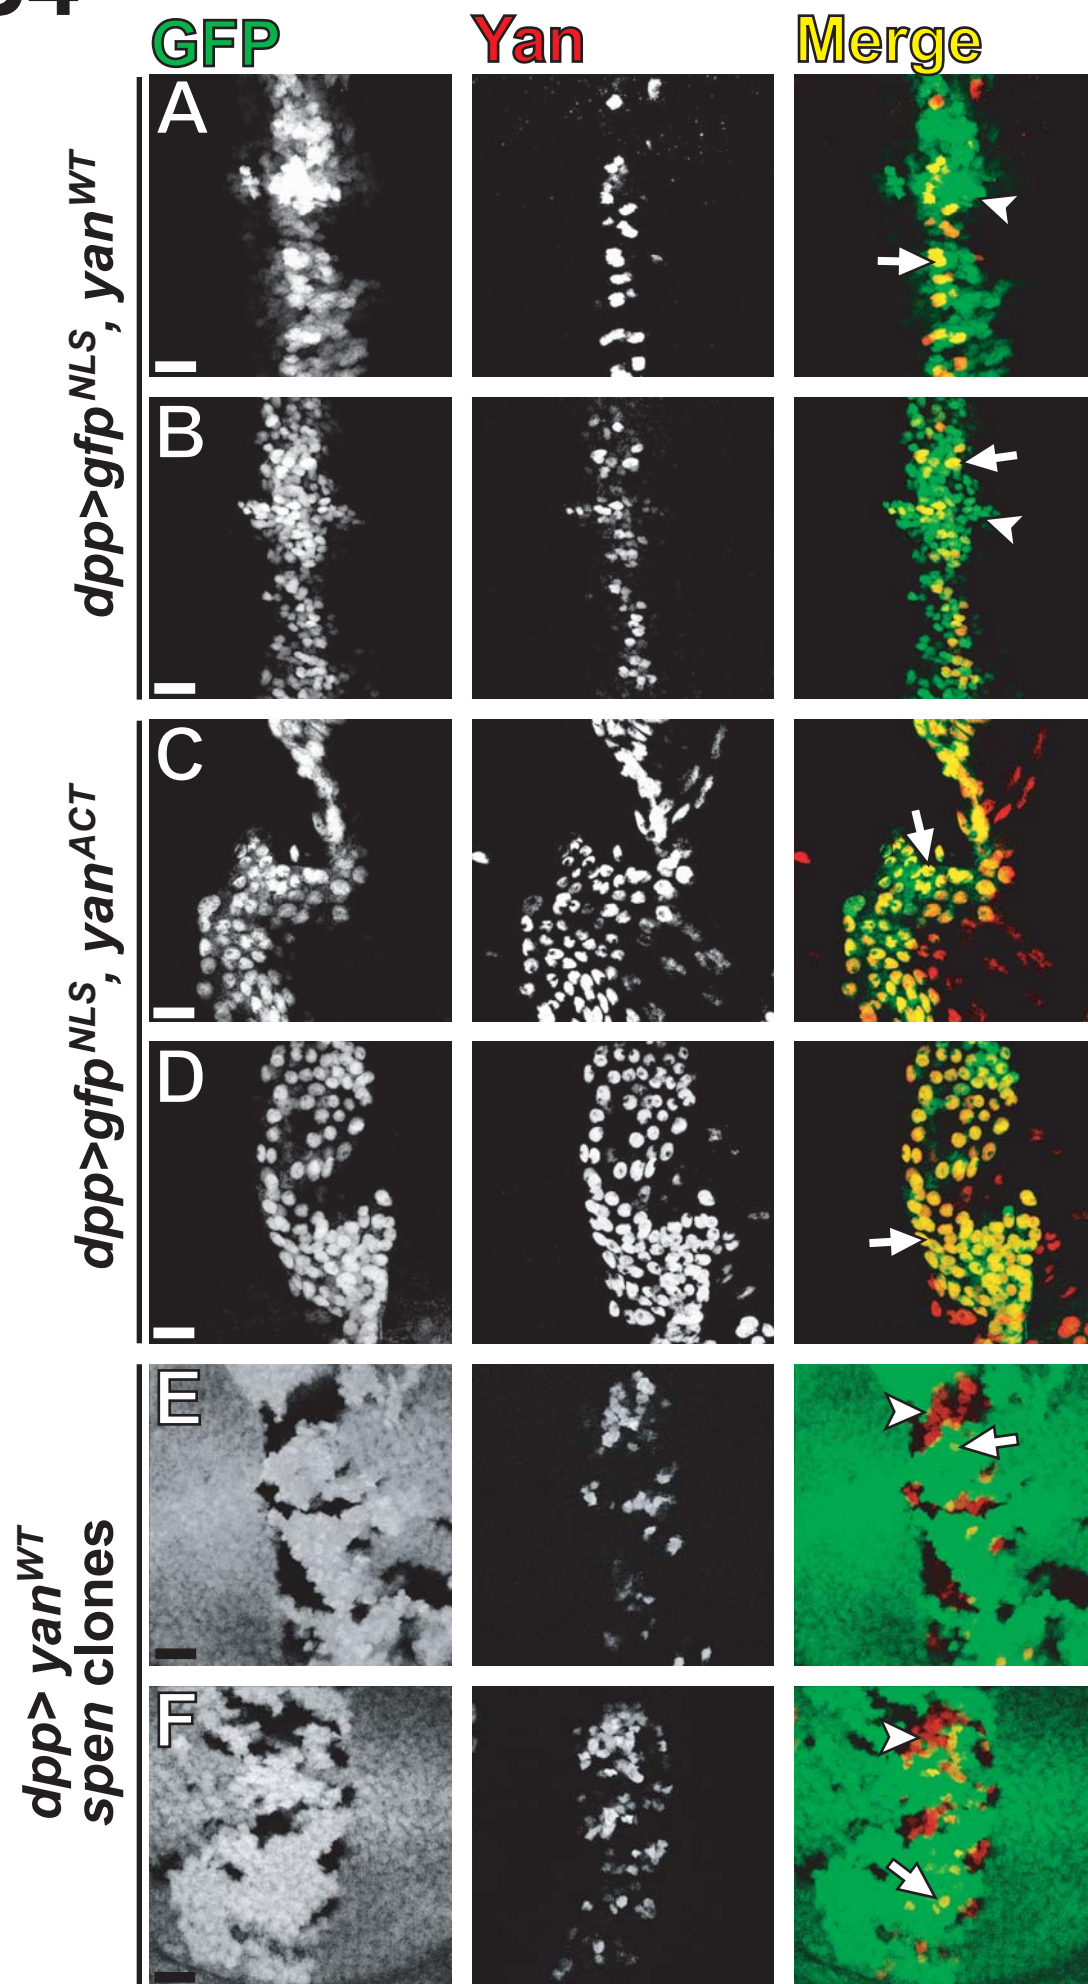 GFP Yan Merge
A
B
dpp>gfpNLS, yanWT
C
D
dpp>gfpNLS, yanACT
E
F
dpp> yanWT
spen clones